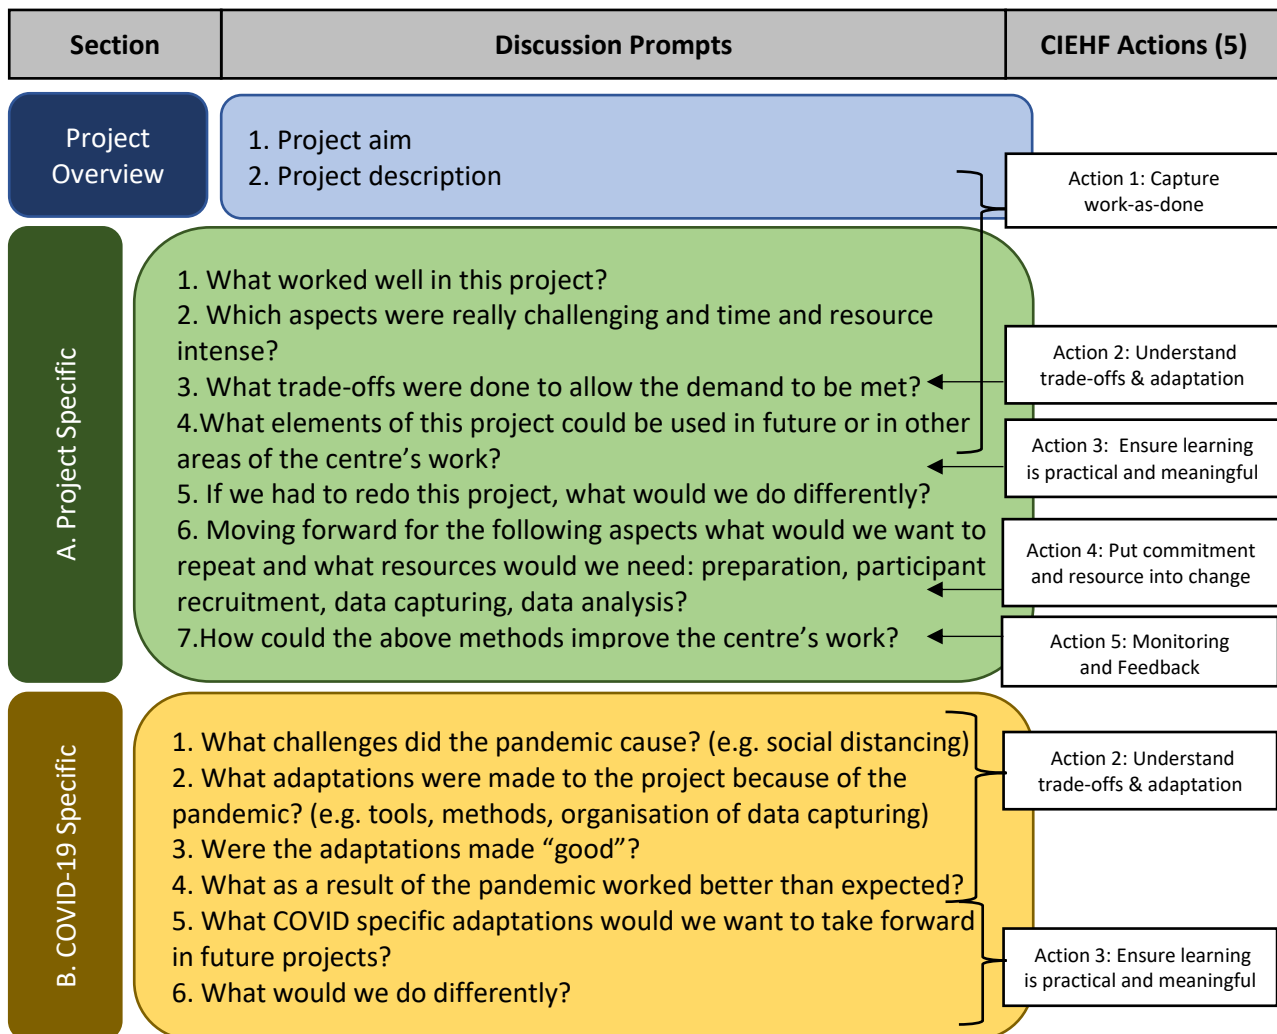 Section
Discussion Prompts
CIEHF Actions (5)
Project
Overview
1. Project aim
2. Project description
Action 1: Capture
work-as-done
A. Project Specific
1. What worked well in this project?
2. Which aspects were really challenging and time and resource
intense?
3. What trade-offs were done to allow the demand to be met?
4.What elements of this project could be used in future or in other
areas of the centre’s work?
5. If we had to redo this project, what would we do differently?
6. Moving forward for the following aspects what would we want to
repeat and what resources would we need: preparation, participant
recruitment, data capturing, data analysis?
7.How could the above methods improve the centre’s work?
Action 2: Understand
trade-offs & adaptation
Action 3: Ensure learning
is practical and meaningful
Action 4: Put commitment
and resource into change
Action 5: Monitoring
and Feedback
B. COVID-19 Specific
1. What challenges did the pandemic cause? (e.g. social distancing)
2. What adaptations were made to the project because of the
pandemic? (e.g. tools, methods, organisation of data capturing)
3. Were the adaptations made “good”?
4. What as a result of the pandemic worked better than expected?
5. What COVID specific adaptations would we want to take forward
in future projects?
6. What would we do differently?
Action 2: Understand
trade-offs & adaptation
Action 3: Ensure learning
is practical and meaningful